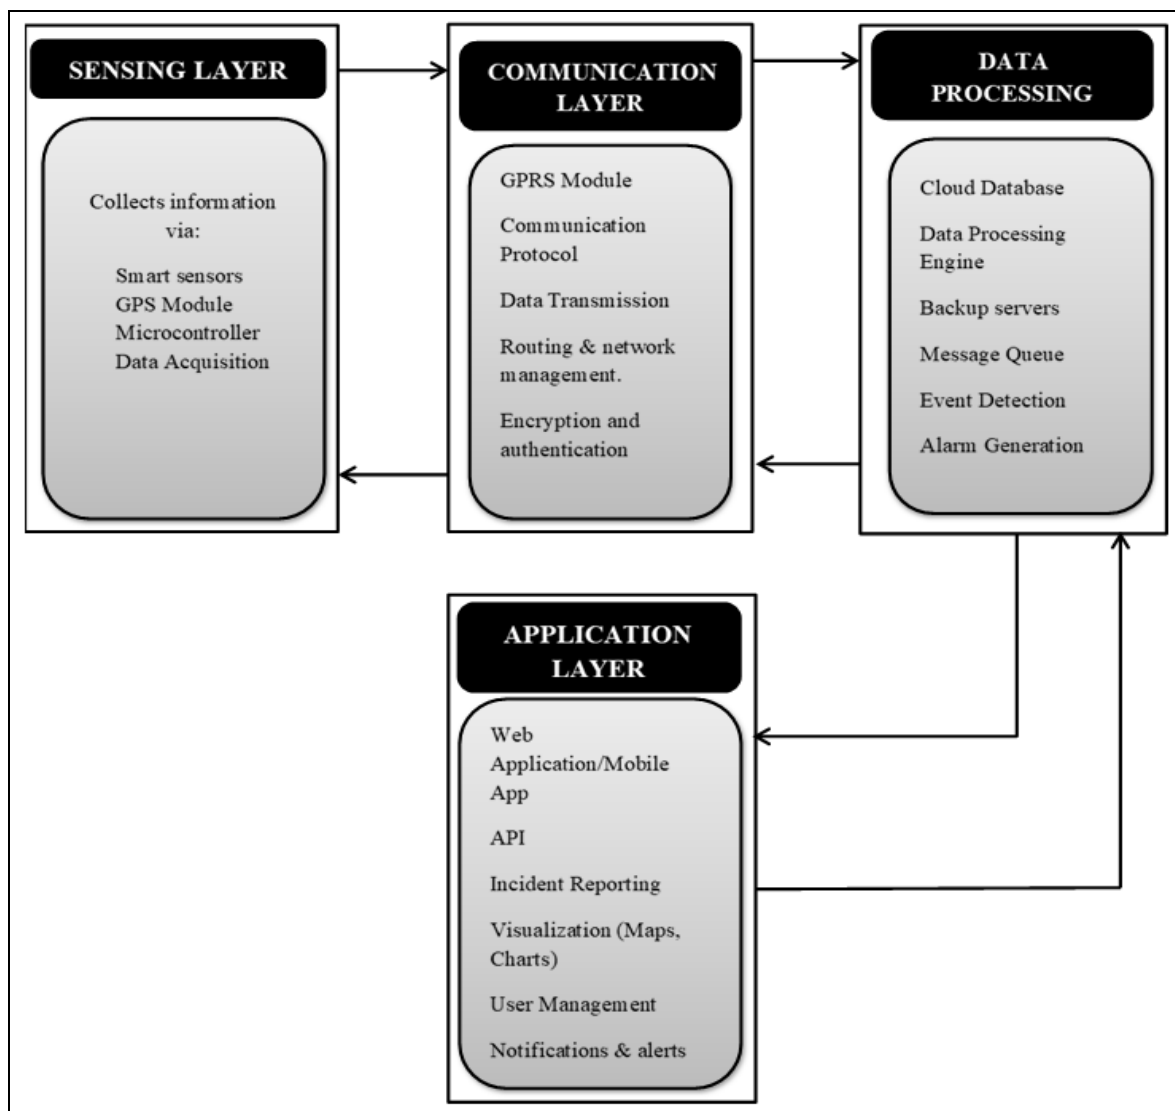 SENSING LAYER
Collects information
via:
Smart sensors
GPS Module
Microcontroller
Data Acquisition
COMMUNICATION
LAYER
GPRS Module
Communication
Protocol
Data Transmission
Routing & network
management.
Encryption and
authentication
DATA
PROCESSING
Cloud Database
Data Processing
Engine
Backup servers
Message Queue
Event Detection
Alarm Generation
APPLICATION
LAYER
Web
Application/Mobile
App
API
Incident Reporting
Visualization (Maps,
Charts)
User Management
Notifications & alerts